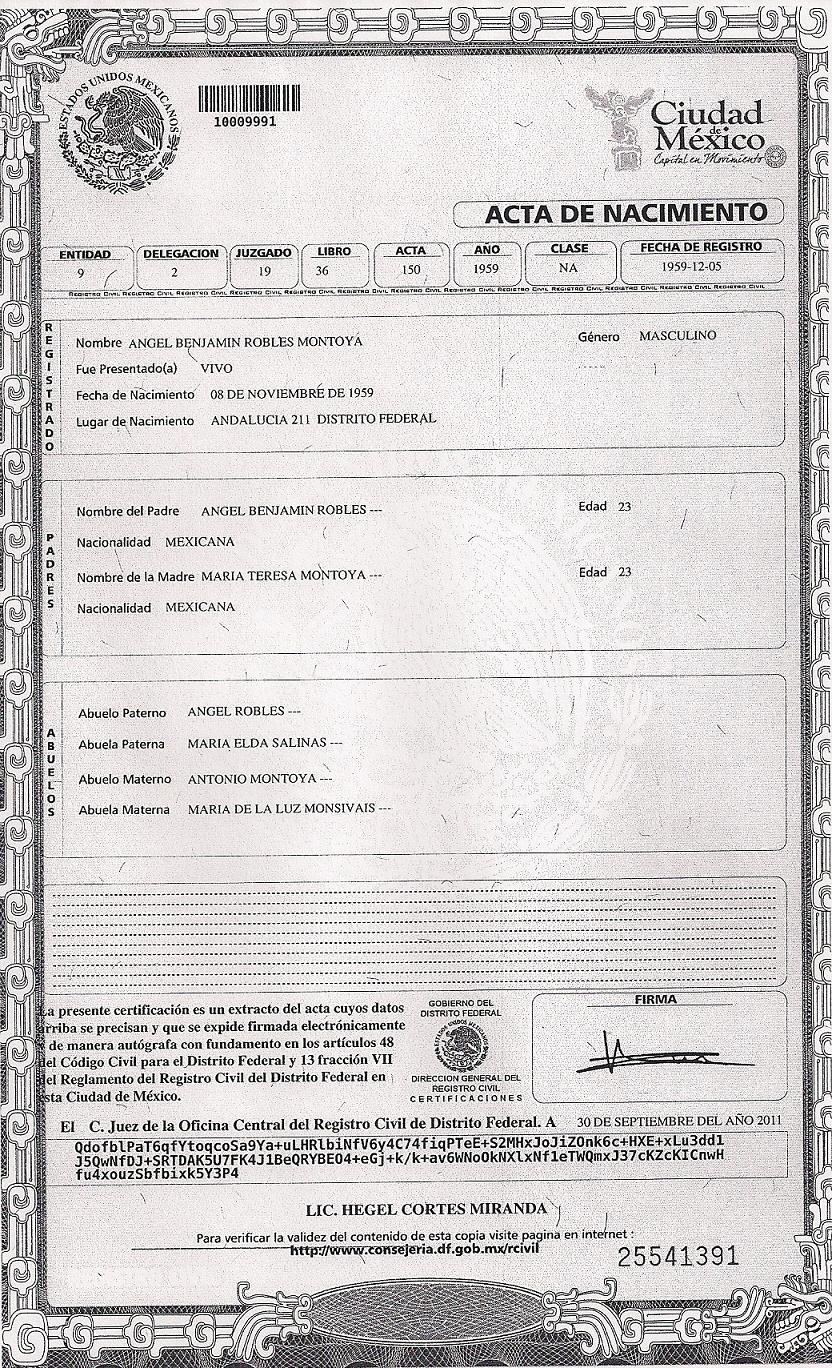 ESTADOS UNIDOS MEXICANOS
10009991
Ciudad de México
Capital en Movimiento
ACTA DE NACIMIENTO
ENTIDAD DELEGACION JUZGADO LIBRO ACTA AÑO CLASE FECHA DE REGISTRO
9 2 19 36 150 1959 NA 1959-12-05
Registro Civil Registro Civil Registro Civil Registro Civil Registro Civil Registro Civil Registro Civil Registro Civil Registro Civil Registro Civil
REGISTRADO
Nombre ANGEL BENJAMIN ROBLES MONTOYA Género MASCULINO
Fue Presentado(a) VIVO
Fecha de Nacimiento 08 DE NOVIEMBRE DE 1959
Lugar de Nacimiento ANDALUCIA 211 DISTRITO FEDERAL
PADRES
Nombre del Padre ANGEL BENJAMIN ROBLES --- Edad 23
Nacionalidad MEXICANA
Nombre de la Madre MARIA TERESA MONTOYA --- Edad 23
Nacionalidad MEXICANA
ABUELOS
Abuelo Paterno ANGEL ROBLES ---
Abuela Paterna MARIA ELDA SALINAS ---
Abuelo Materno ANTONIO MONTOYA ---
Abuela Materna MARIA DE LA LUZ MONSIVAIS ---
La presente certificación es un extracto del acta cuyos datos
arriba se precisan y que se expide firmada electrónicamente
de manera autógrafa con fundamento en los artículos 48
del Código Civil para el Distrito Federal y 13 fracción VII
del Reglamento del Registro Civil del Distrito Federal en
esta Ciudad de México.
GOBIERNO DEL
DISTRITO FEDERAL
DIRECCION GENERAL DEL
REGISTRO CIVIL
CERTIFICACIONES
FIRMA
El C. Juez de la Oficina Central del Registro Civil de Distrito Federal. A 30 DE SEPTIEMBRE DEL AÑO 2011
QdofblPaT6qfYtoqcoSa9Ya+uLHRlbiNfV6y4C74fiqPTeE+S2MHxJoJiZOnk6c+HXE+xLu3dd1
J5QwNfDJ+SRTDAK5U7FK4J1BeQRYBEO4+eGj+k/k+av6WNoOkNXlxNf1eTWQmxJ37cKZcKICnwH
fu4xouzSbfbixk5Y3P4
LIC. HEGEL CORTES MIRANDA
Para verificar la validez del contenido de esta copia visite pagina en internet :
http://www.consejeria.df.gob.mx/rcivil
25541391